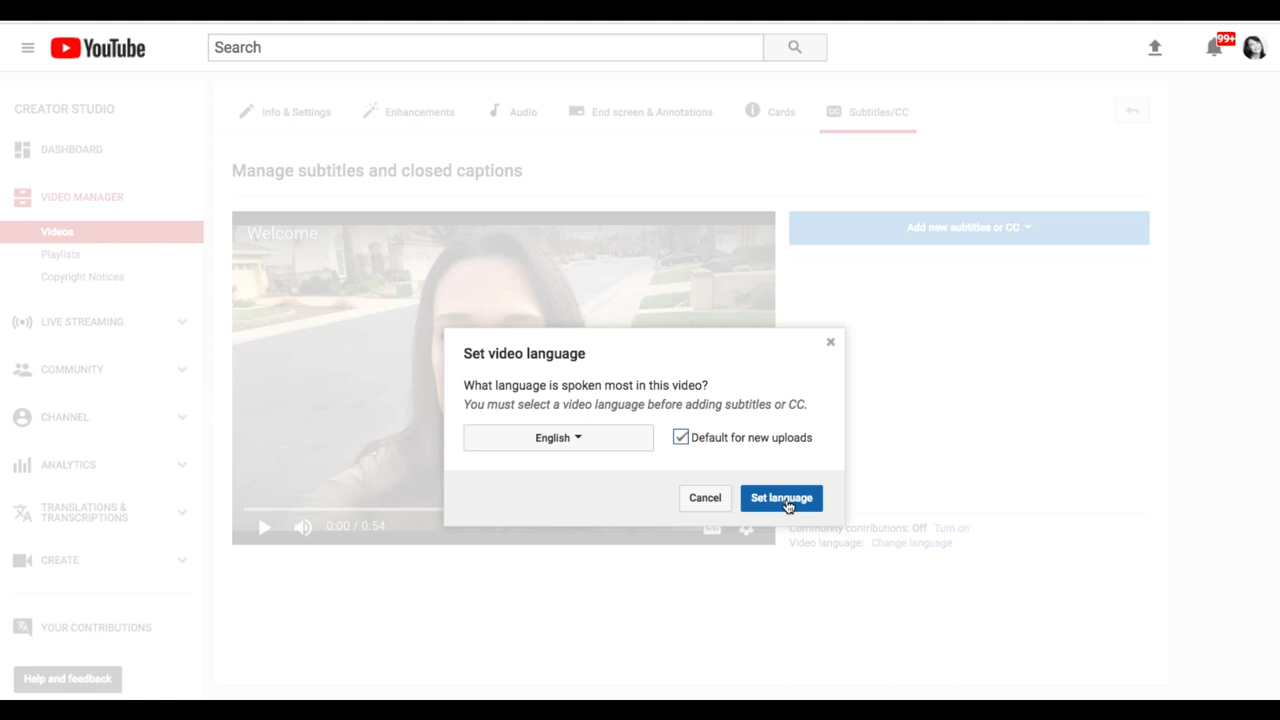 YouTube
Search
99+
CREATOR STUDIO
DASHBOARD
VIDEO MANAGER
Videos
Playlists
Copyright Notices
LIVE STREAMING
COMMUNITY
CHANNEL
ANALYTICS
TRANSLATIONS &
TRANSCRIPTIONS
CREATE
YOUR CONTRIBUTIONS
Help and feedback
Info & Settings
Enhancements
Audio
End screen & Annotations
Cards
CC Subtitles/CC
Manage subtitles and closed captions
Welcome
0:00 / 0:54
Add new subtitles or CC
Set video language
What language is spoken most in this video?
You must select a video language before adding subtitles or CC.
English
Default for new uploads
Cancel
Set language
Community contributions: Off Turn on
Video language: Change language